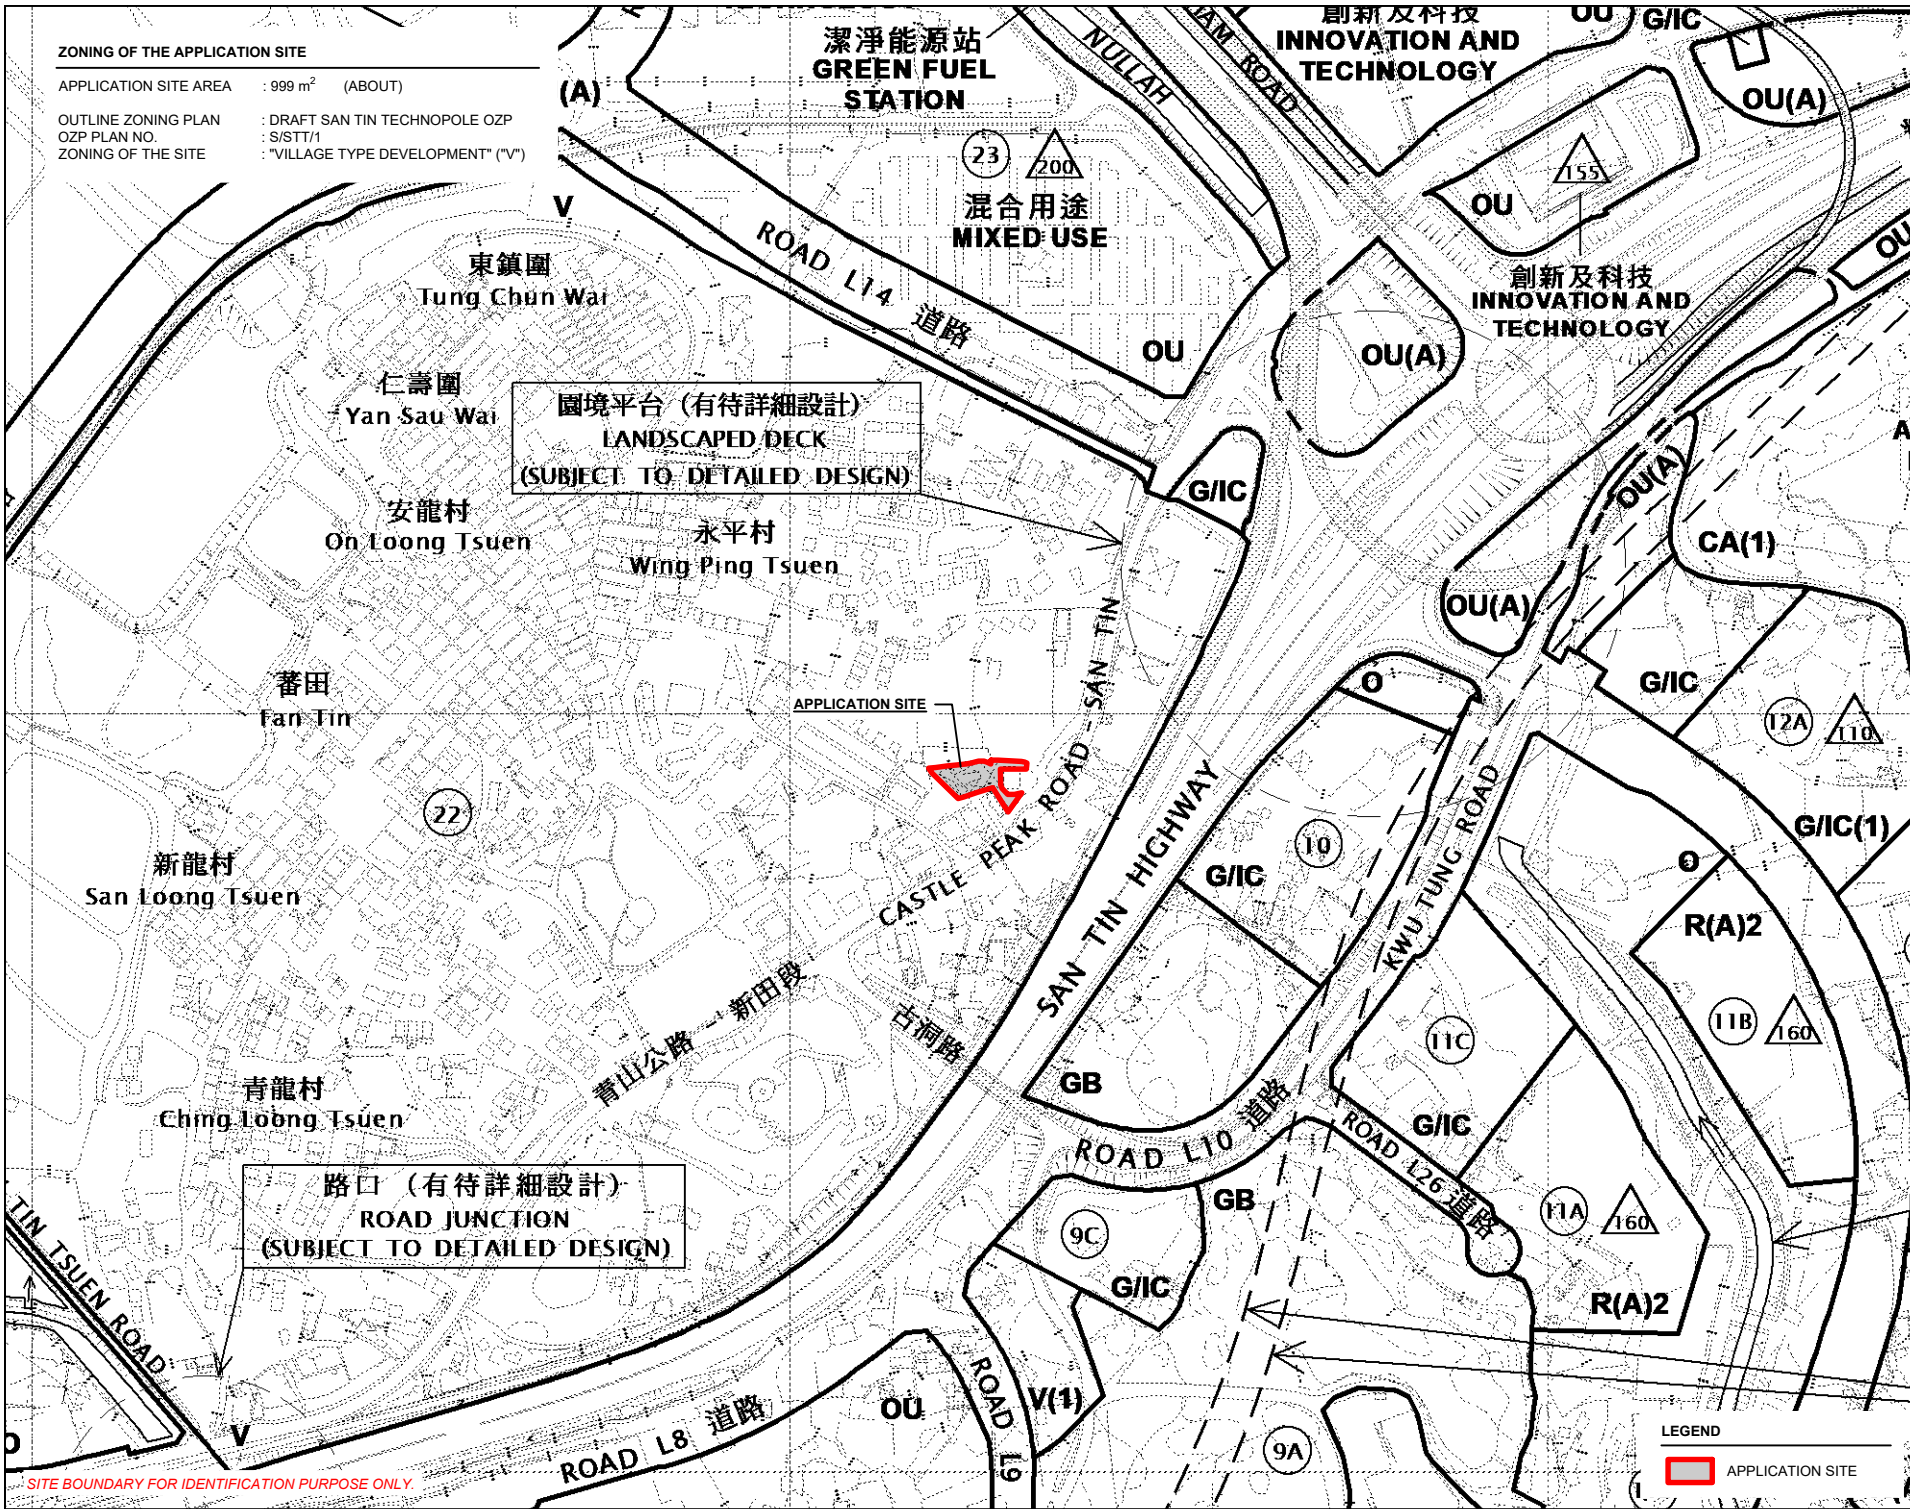 ZONING OF THE APPLICATION SITE
APPLICATION SITE AREA : 999 m² (ABOUT)
OUTLINE ZONING PLAN : DRAFT SAN TIN TECHNOPOLE OZP
OZP PLAN NO. : S/STT/1
ZONING OF THE SITE : "VILLAGE TYPE DEVELOPMENT" ("V")
(A)
潔淨能源站
GREEN FUEL
STATION
NULLAH
創新及科技
INNOVATION AND
TECHNOLOGY
OU
G/IC
OU(A)
23
200
混合用途
MIXED USE
155
OU
創新及科技
INNOVATION AND
TECHNOLOGY
OU
V
東鎮圍
Tung Chun Wai
ROAD L14 道路
OU
OU(A)
仁壽圍
Yan Sau Wai
園境平台（有待詳細設計）
LANDSCAPED DECK
(SUBJECT TO DETAILED DESIGN)
G/IC
OU(A)
CA(1)
安龍村
On Loong Tsuen
永平村
Wing Ping Tsuen
OU(A)
蕃田
Fan Tin
APPLICATION SITE
CASTLE PEAK ROAD - SAN TIN
O
G/IC
12A
110
22
SAN TIN HIGHWAY
10
G/IC
KWU TUNG ROAD
G/IC(1)
O
R(A)2
新龍村
San Loong Tsuen
青山公路 - 新田段
古洞路
11C
11B
160
青龍村
Ching Loong Tsuen
GB
ROAD L10 道路
G/IC
ROAD L26 道路
路口 （有待詳細設計）
ROAD JUNCTION
(SUBJECT TO DETAILED DESIGN)
9C
G/IC
GB
11A
160
R(A)2
TIN TSUEN ROAD
V
ROAD L8 道路
OU
ROAD L9
V(1)
9A
LEGEND
APPLICATION SITE
SITE BOUNDARY FOR IDENTIFICATION PURPOSE ONLY.